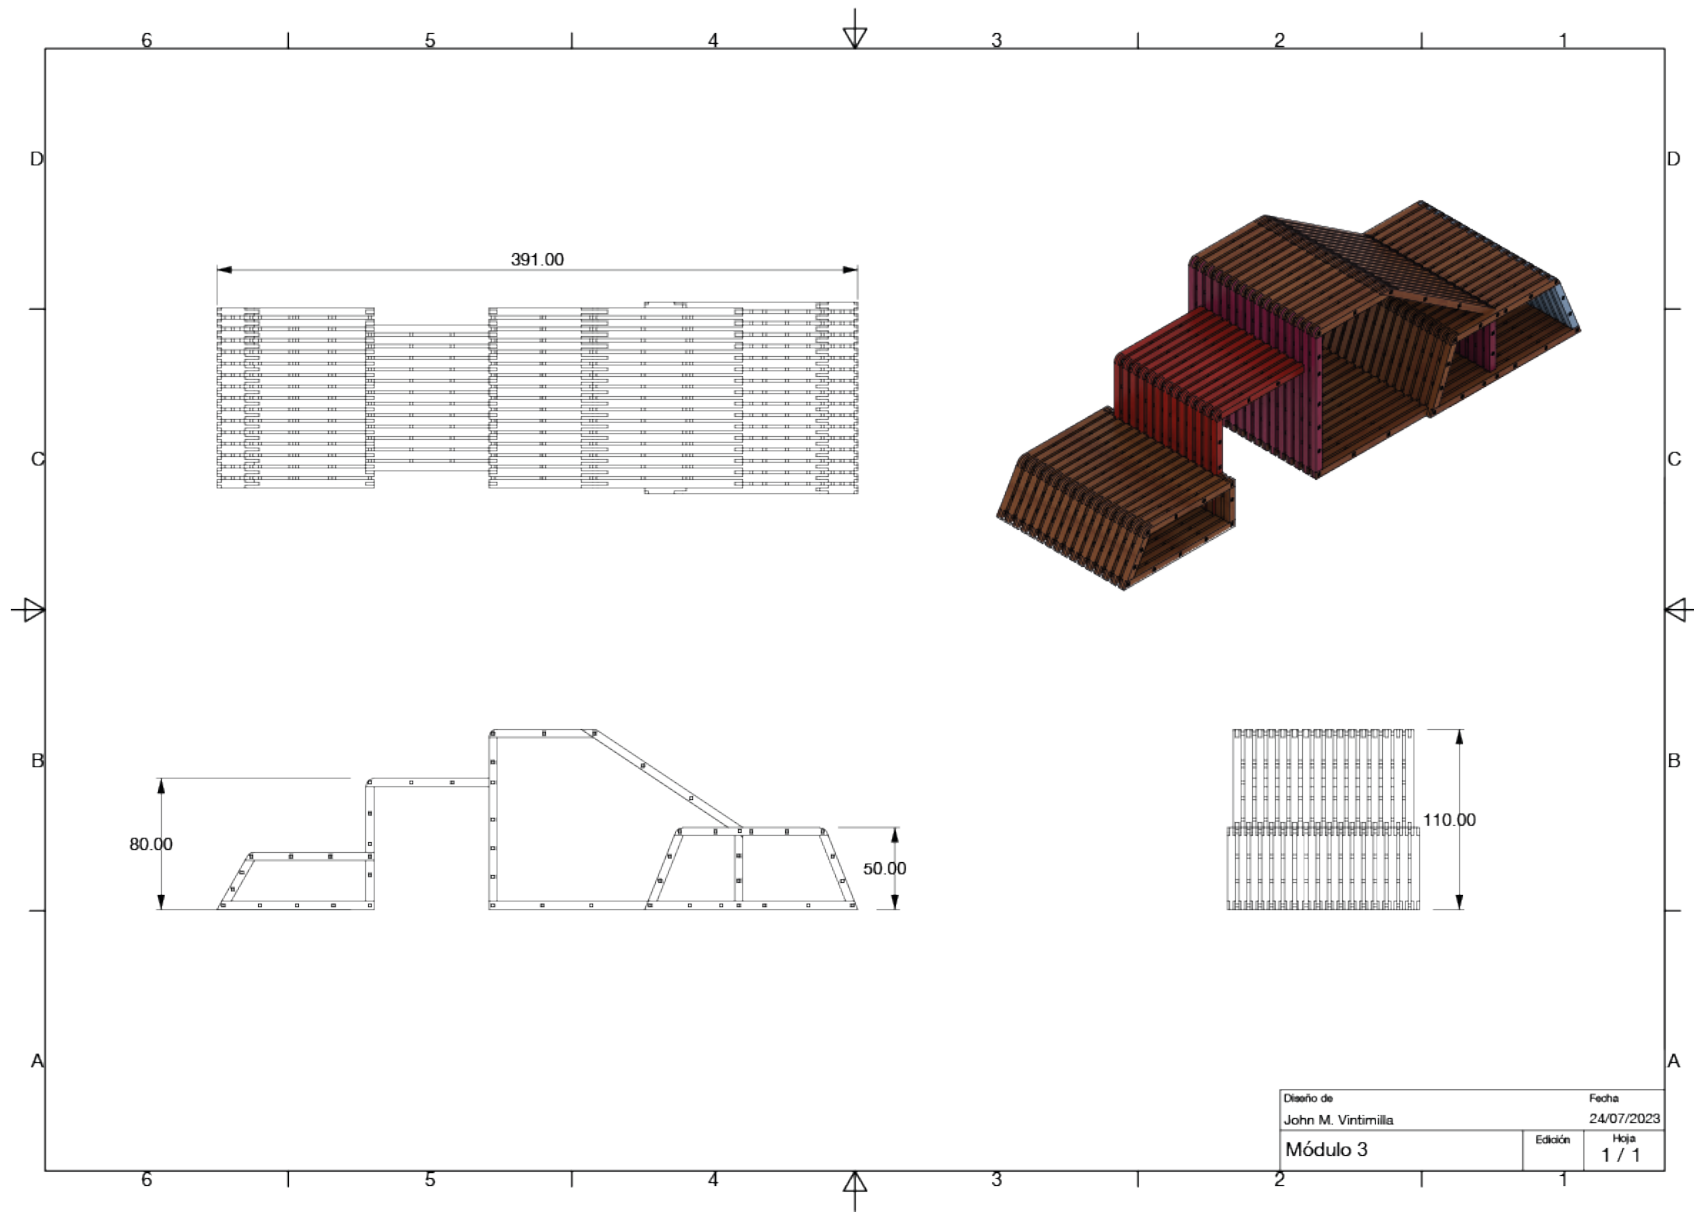 6 5 4 3 2 1
D D
391.00
C C
B B
80.00
50.00
110.00
A A
Diseño de Fecha
John M. Vintimilla 24/07/2023
Módulo 3 Edición Hoja
1 / 1
6 5 4 3 2 1